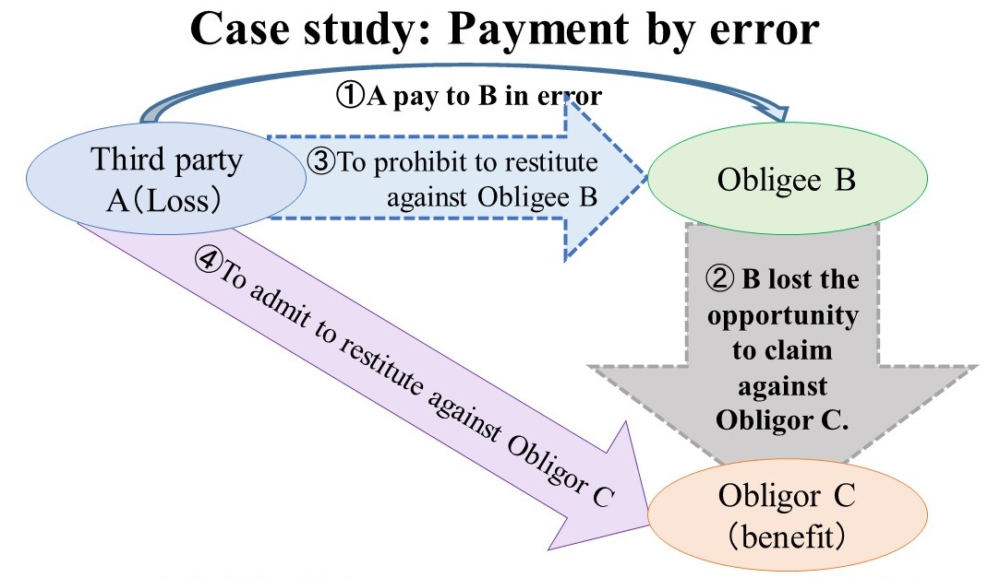 Case study: Payment by error
①A pay to B in error
Third party
A（Loss）
③To prohibit to restitute
against Obligee B
Obligee B
④To admit to restitute against Obligor C
② B lost the
opportunity
to claim
against
Obligor C.
Obligor C
（benefit）